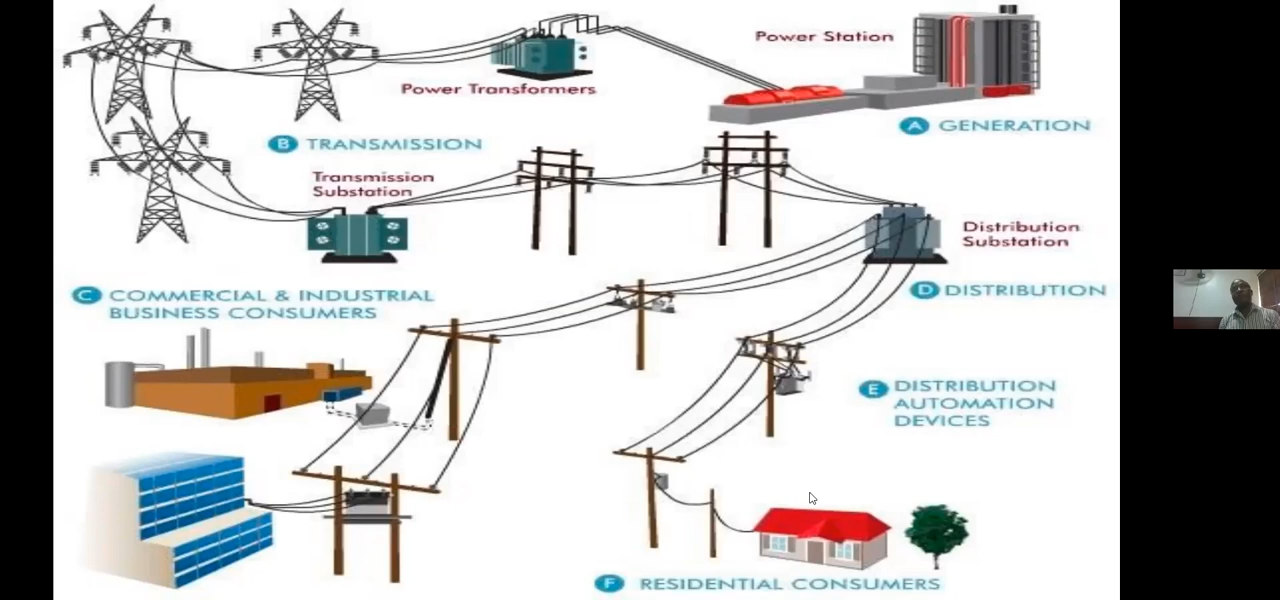 Power Station
Power Transformers
A GENERATION
B TRANSMISSION
Transmission
Substation
Distribution
Substation
C COMMERCIAL & INDUSTRIAL
BUSINESS CONSUMERS
D DISTRIBUTION
E DISTRIBUTION
AUTOMATION
DEVICES
F RESIDENTIAL CONSUMERS